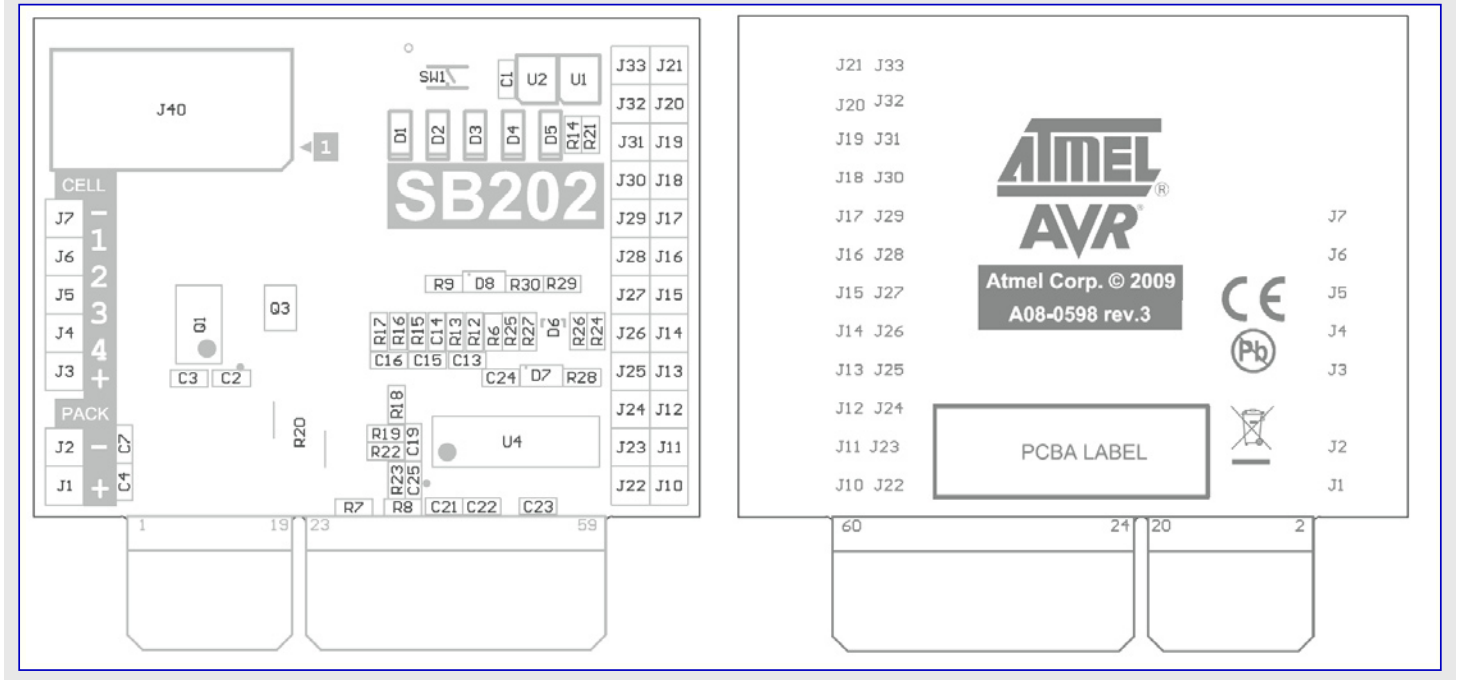 SW1 C1 U2 U1 J33 J21
J40 J32 J20
1 D1 D2 D3 D4 D5 R14 R21 J31 J19
CELL SB202 J30 J18
J7 − J29 J17
1
J6 J28 J16
2 R9 D8 R30 R29
J5 Q3 J27 J15
3
J4 Q1 R17 R16 R15 C14 R13 R12 R6 R25 R27 D6 R26 R24 J26 J14
4 C16 C15 C13
J3 + C3 C2 C24 D7 R28 J25 J13
PACK R18 J24 J12
J2 − C7 R20 R19 C19 U4 J23 J11
R22
J1 + C4 R23 C25 J22 J10
R7 R8 C21 C22 C23
1 19 23 59
J21 J33
J20 J32
J19 J31
ATMEL
J18 J30
®
J17 J29 AVR® J7
J16 J28 J6
Atmel Corp. © 2009
J15 J27 CE J5
A08-0598 rev.3
J14 J26 J4
Pb
J13 J25 J3
J12 J24
J11 J23 PCBA LABEL J2
J10 J22 J1
60 24 20 2